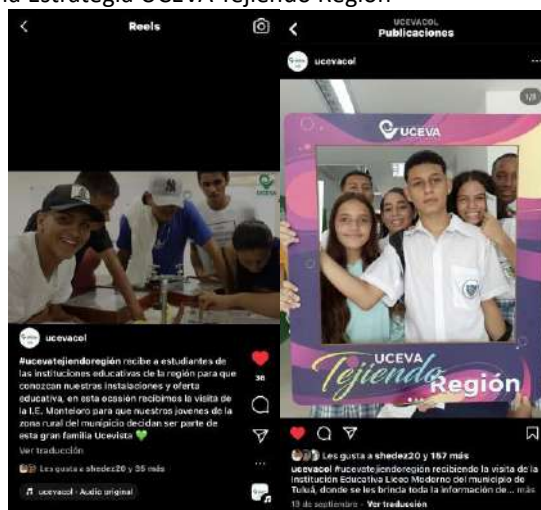 la Estrategia UCEVA Tejiendo Región
Reels
UCEVA
ucevacol
#ucevatejiendoregión recibe a estudiantes de
las instituciones educativas de la región para que
conozcan nuestras instalaciones y oferta
educativa, en esta ocasión recibimos la visita de
la I.E. Monteloro para que nuestros jovenes de la
zona rural del municipio decidan ser parte de
esta gran familia Ucevista 💚
Ver traducción
38
Les gusta a shedez20 y 35 más
ucevacol · Audio original
UCEVACOL
Publicaciones
ucevacol
UCEVA
UCEVA
Tejiendo
Región
Les gusta a shedez20 y 157 más
ucevacol #ucevatejiendoregión recibiendo la visita de la
Institución Educativa Liceo Moderno del municipio de
Tuluá, donde se les brinda toda la información de... más
13 de septiembre · Ver traducción